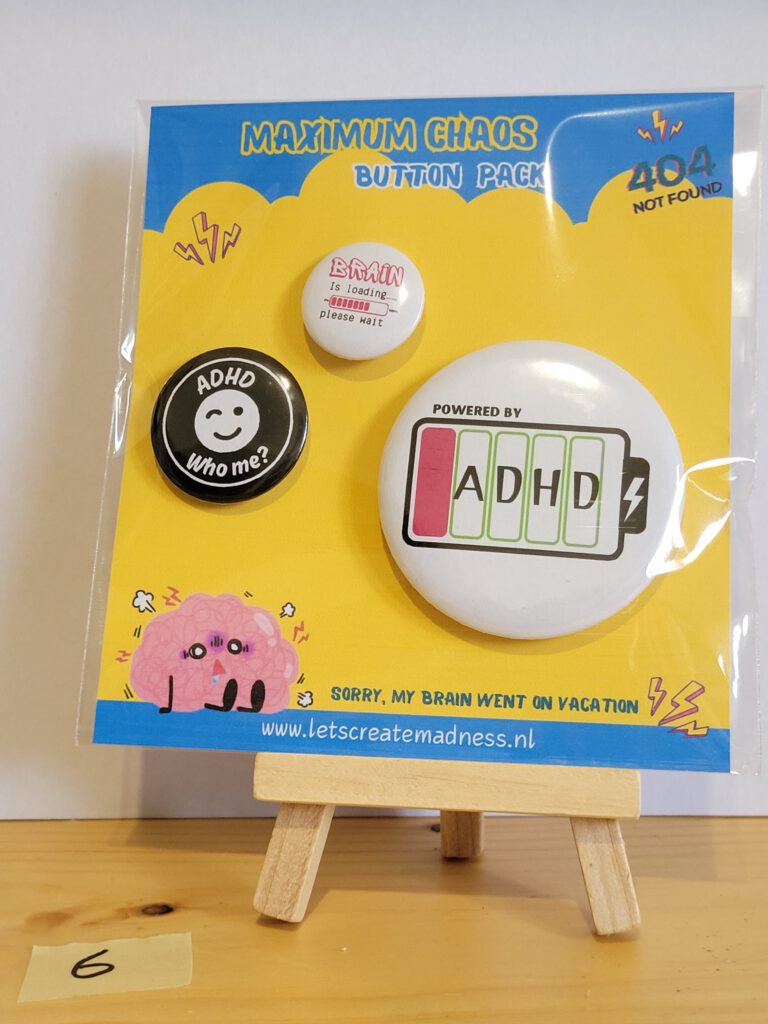 MAXIMUM CHAOS
BUTTON PACK
404
NOT FOUND
BRAIN
Is loading...
please wait
ADHD
Who me?
POWERED BY
ADHD
SORRY, MY BRAIN WENT ON VACATION
www.letscreatemadness.nl
6